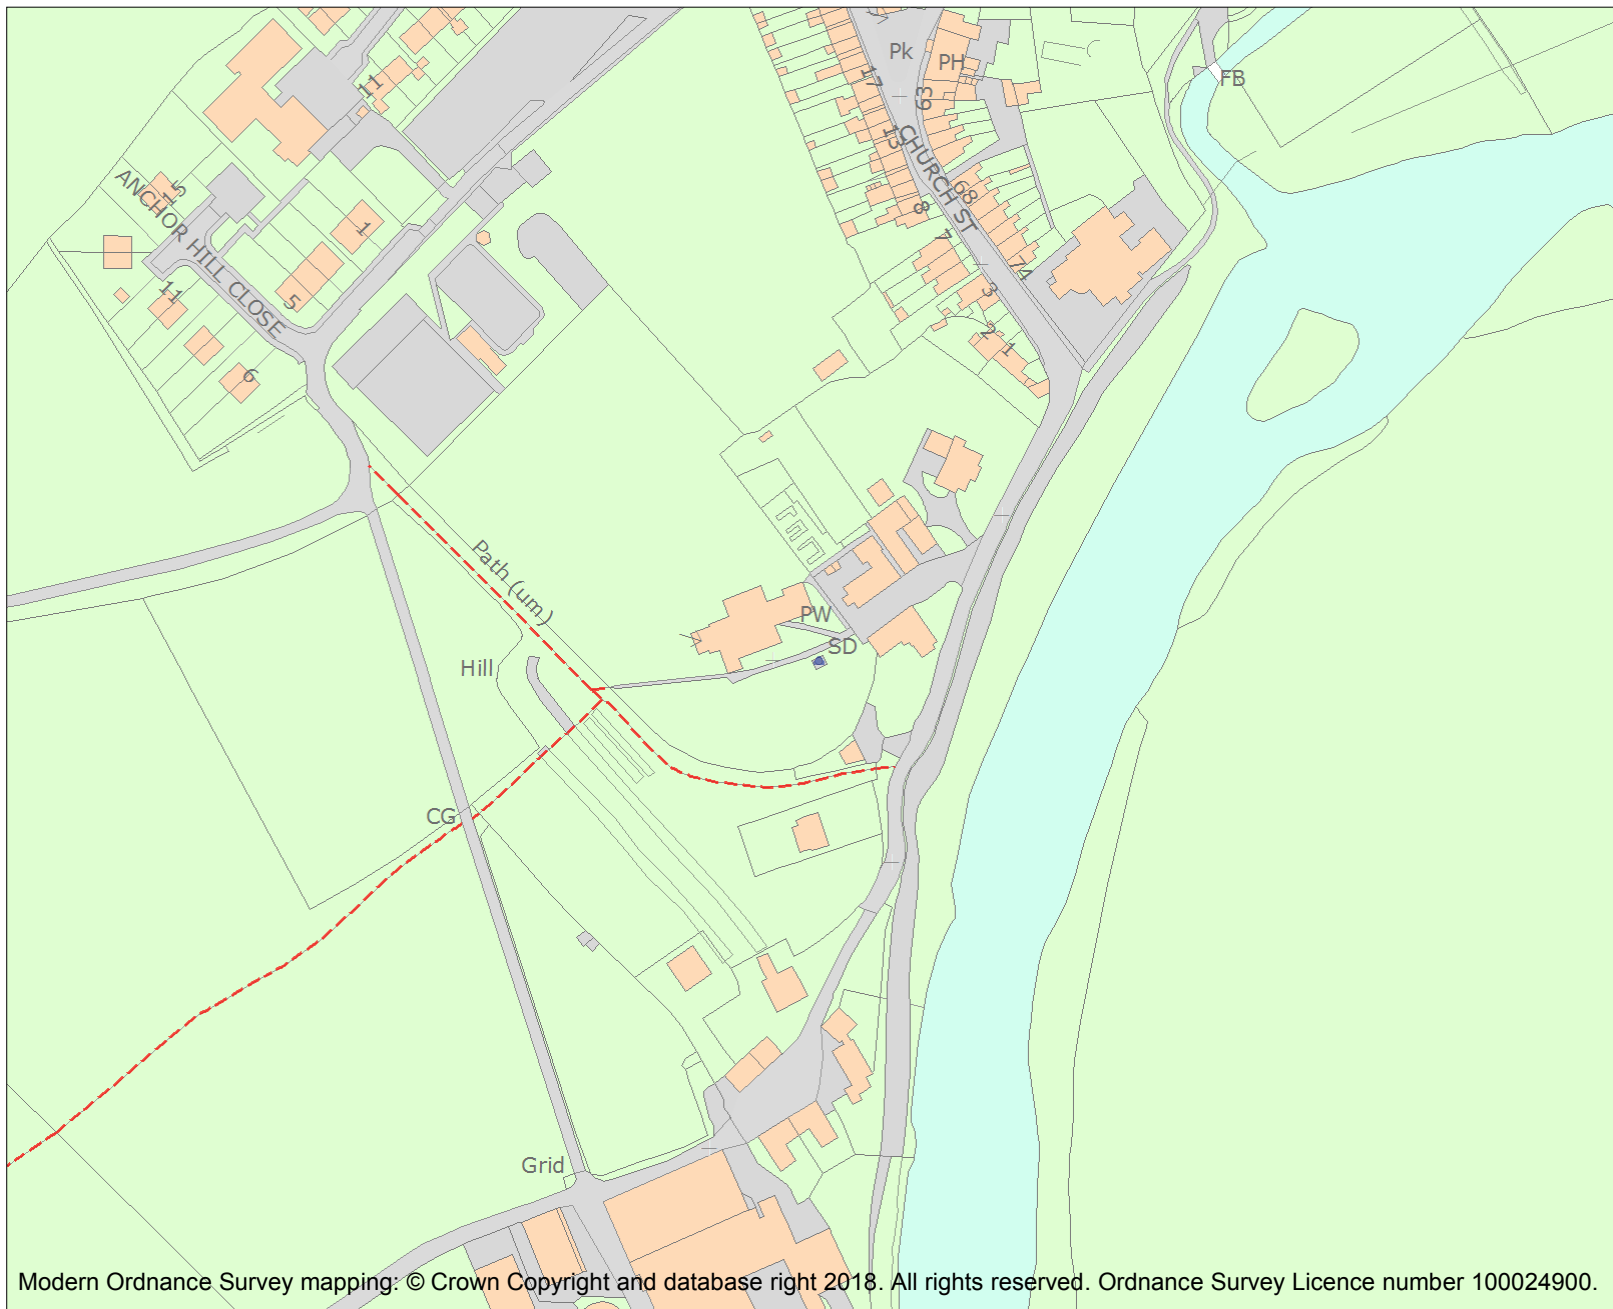 Pk
PH
17
63
FB
11
13
CHURCH ST
68
15
ANCHOR HILL CLOSE
1
8
7
74
11
5
3
2
1
6
Path (um)
PW
SD
Hill
CG
Grid
Modern Ordnance Survey mapping: © Crown Copyright and database right 2018. All rights reserved. Ordnance Survey Licence number 100024900.